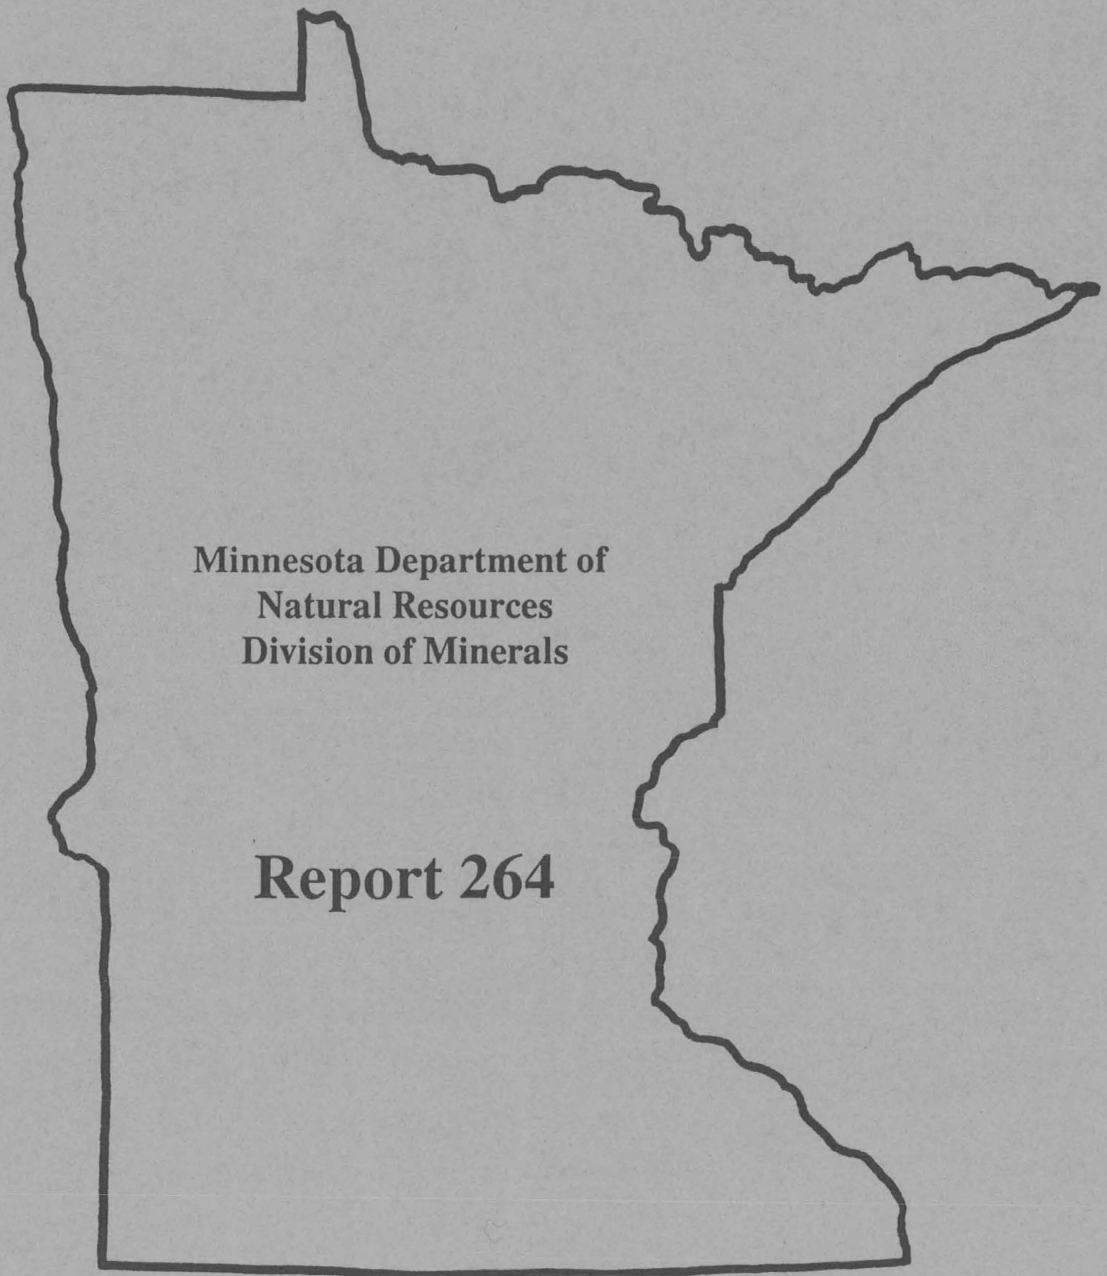 Minnesota Department of
Natural Resources
Division of Minerals
Report 264